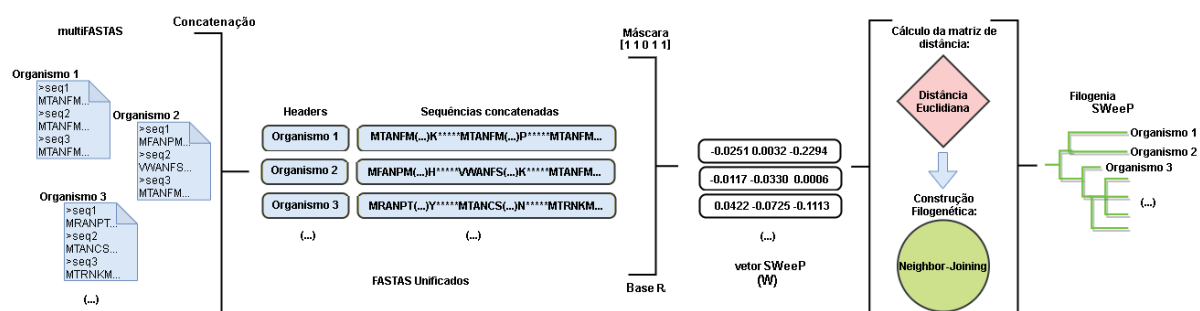 multiFASTAS
Organismo 1
>seq1
MTANFM...
>seq2
MTANFM...
>seq3
MTANFM...
Organismo 2
>seq1
MFANPM...
>seq2
VWANFS...
>seq3
MTANFM...
Organismo 3
>seq1
MRANPT...
>seq2
MTANCS...
>seq3
MTRNKM...
(...)
Concatenação
Headers
Sequências concatenadas
Organismo 1
MTANFM(...)K*****MTANFM(...)P*****MTANFM...
Organismo 2
MFANPM(...)H*****VWANFS(...)K*****MTANFM...
Organismo 3
MRANPT(...)Y*****MTANCS(...)N*****MTRNKM...
(...)
(...)
FASTAS Unificados
Máscara
[1 1 0 1 1]
Base R.
-0.0251 0.0032 -0.2294
-0.0117 -0.0330 0.0006
0.0422 -0.0725 -0.1113
(...)
vetor SWeeP
(W)
Cálculo da matriz de
distância:
Distância
Euclidiana
Construção
Filogenética:
Neighbor-Joining
Filogenia
SWeeP
Organismo 1
Organismo 2
Organismo 3
(...)